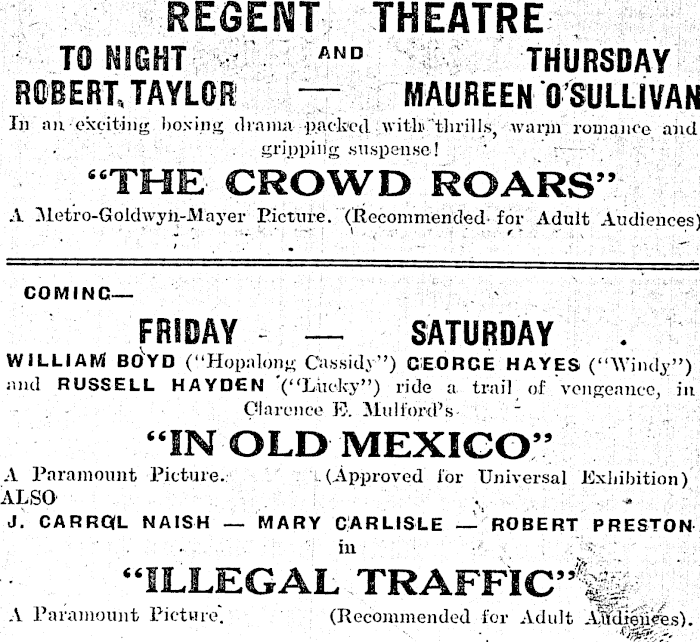 REGENT THEATRE
TO NIGHT AND THURSDAY
ROBERT TAYLOR — MAUREEN O'SULLIVAN
In an exciting boxing drama packed with thrills, warm romance and
gripping suspense!
"THE CROWD ROARS"
A Metro-Goldwyn-Mayer Picture. (Recommended for Adult Audiences)
COMING—
FRIDAY — SATURDAY
WILLIAM BOYD ("Hopalong Cassidy") GEORGE HAYES ("Windy")
and RUSSELL HAYDEN ("Lucky") ride a trail of vengeance, in
Clarence E. Mulford's
"IN OLD MEXICO"
A Paramount Picture. (Approved for Universal Exhibition)
ALSO
J. CARROL NAISH — MARY CARLISLE — ROBERT PRESTON
in
"ILLEGAL TRAFFIC"
A Paramount Picture. (Recommended for Adult Audiences).